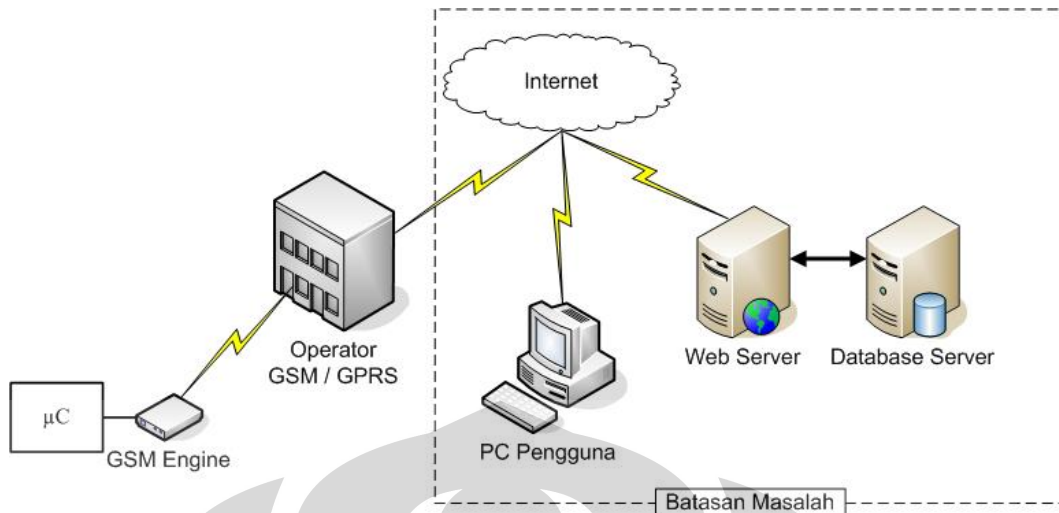 Internet
Operator
GSM / GPRS
Web Server
Database Server
µC
GSM Engine
PC Pengguna
Batasan Masalah